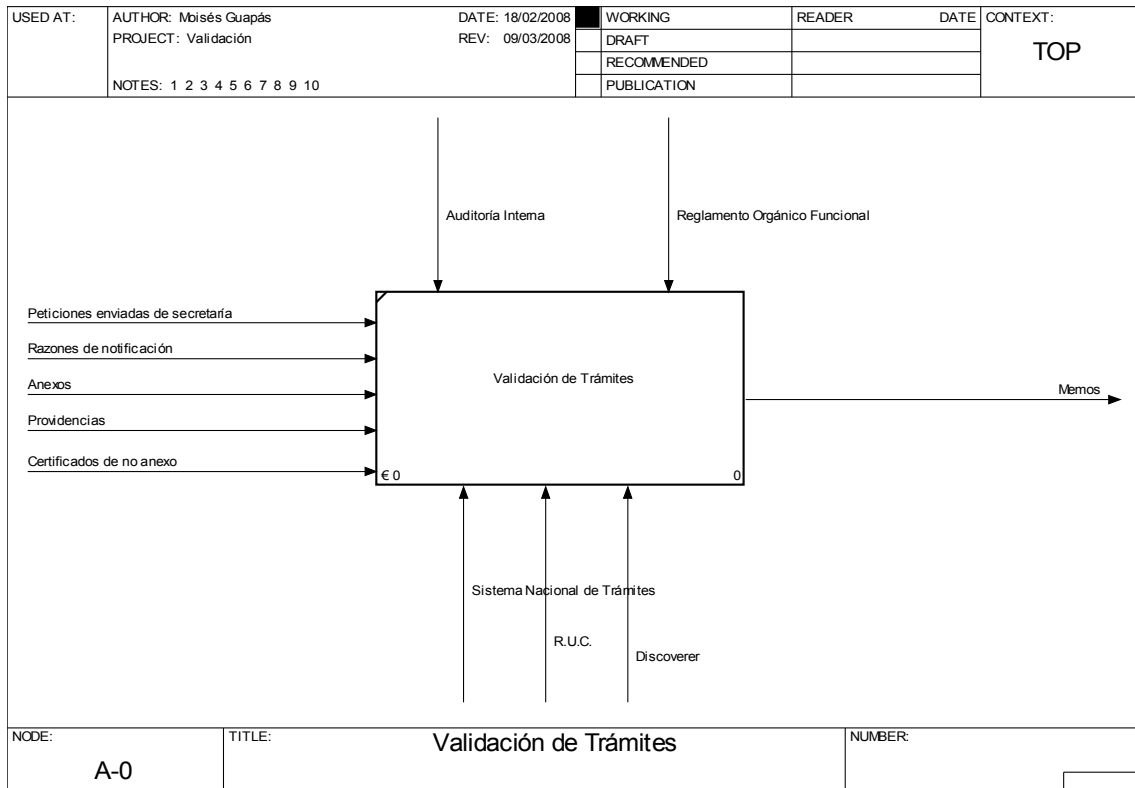 USED AT:
AUTHOR: Moisés Guapás
DATE: 18/02/2008
PROJECT: Validación
REV: 09/03/2008
NOTES: 1 2 3 4 5 6 7 8 9 10
WORKING
DRAFT
RECOMMENDED
PUBLICATION
READER
DATE
CONTEXT:
TOP
Auditoría Interna
Reglamento Orgánico Funcional
Peticiones enviadas de secretaría
Razones de notificación
Anexos
Providencias
Certificados de no anexo
Validación de Trámites
€ 0
0
Memos
Sistema Nacional de Trámites
R.U.C.
Discoverer
NODE:
A-0
TITLE:
Validación de Trámites
NUMBER: